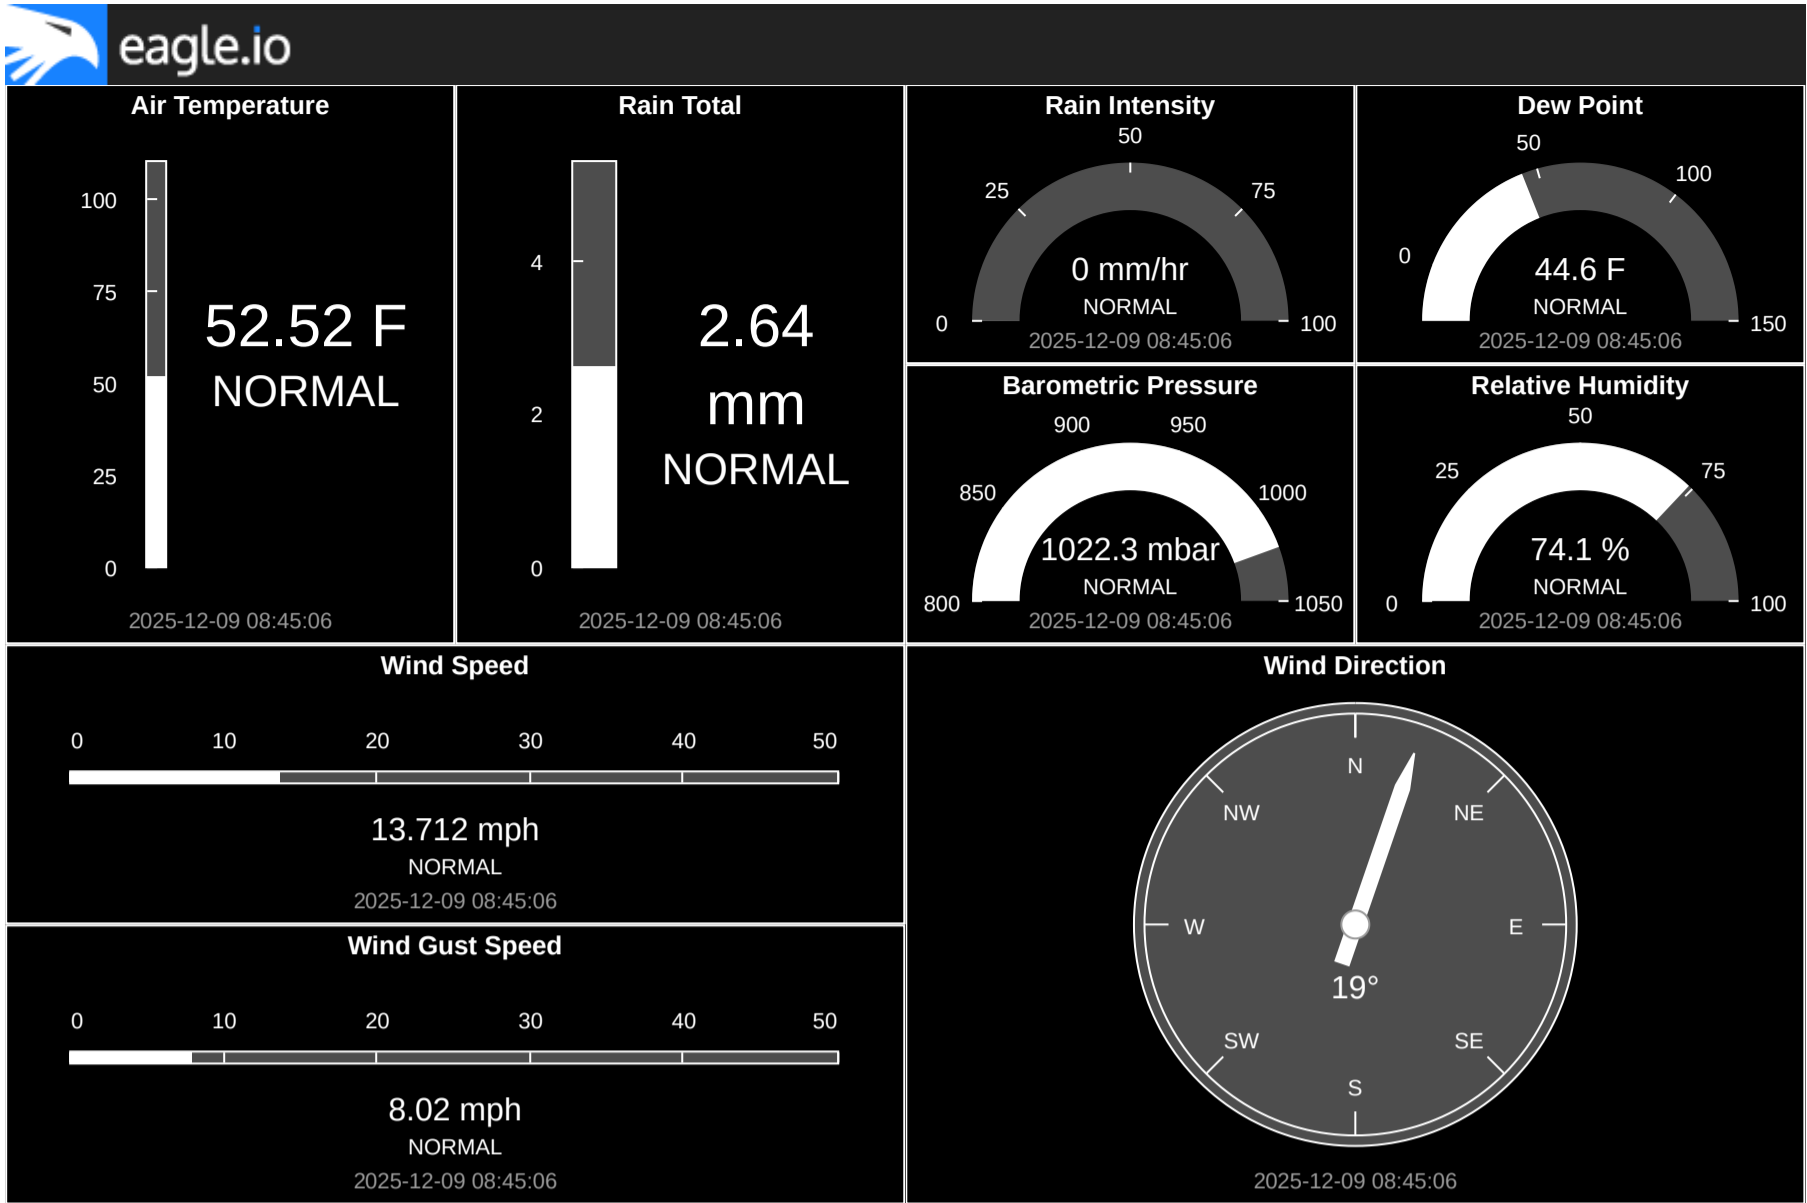 eagle.io
Air Temperature
100
75
50
25
0
52.52 F
NORMAL
2025-12-09 08:45:06
Rain Total
4
2
0
2.64
mm
NORMAL
2025-12-09 08:45:06
Rain Intensity
0
25
50
75
100
0 mm/hr
NORMAL
2025-12-09 08:45:06
Dew Point
0
50
100
150
44.6 F
NORMAL
2025-12-09 08:45:06
Barometric Pressure
800
850
900
950
1000
1050
1022.3 mbar
NORMAL
2025-12-09 08:45:06
Relative Humidity
0
25
50
75
100
74.1 %
NORMAL
2025-12-09 08:45:06
Wind Speed
0 10 20 30 40 50
13.712 mph
NORMAL
2025-12-09 08:45:06
Wind Gust Speed
0 10 20 30 40 50
8.02 mph
NORMAL
2025-12-09 08:45:06
Wind Direction
N
NE
E
SE
S
SW
W
NW
19°
2025-12-09 08:45:06